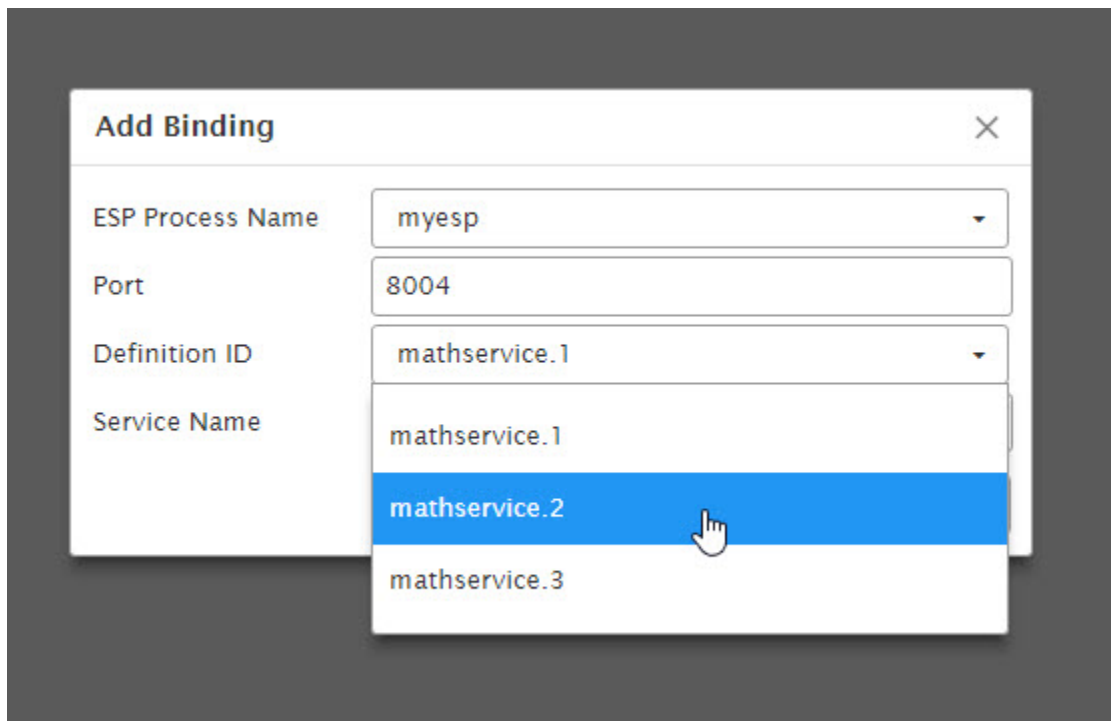 Add Binding
ESP Process Name myesp
Port 8004
Definition ID mathservice.1
Service Name
mathservice.1
mathservice.2
mathservice.3